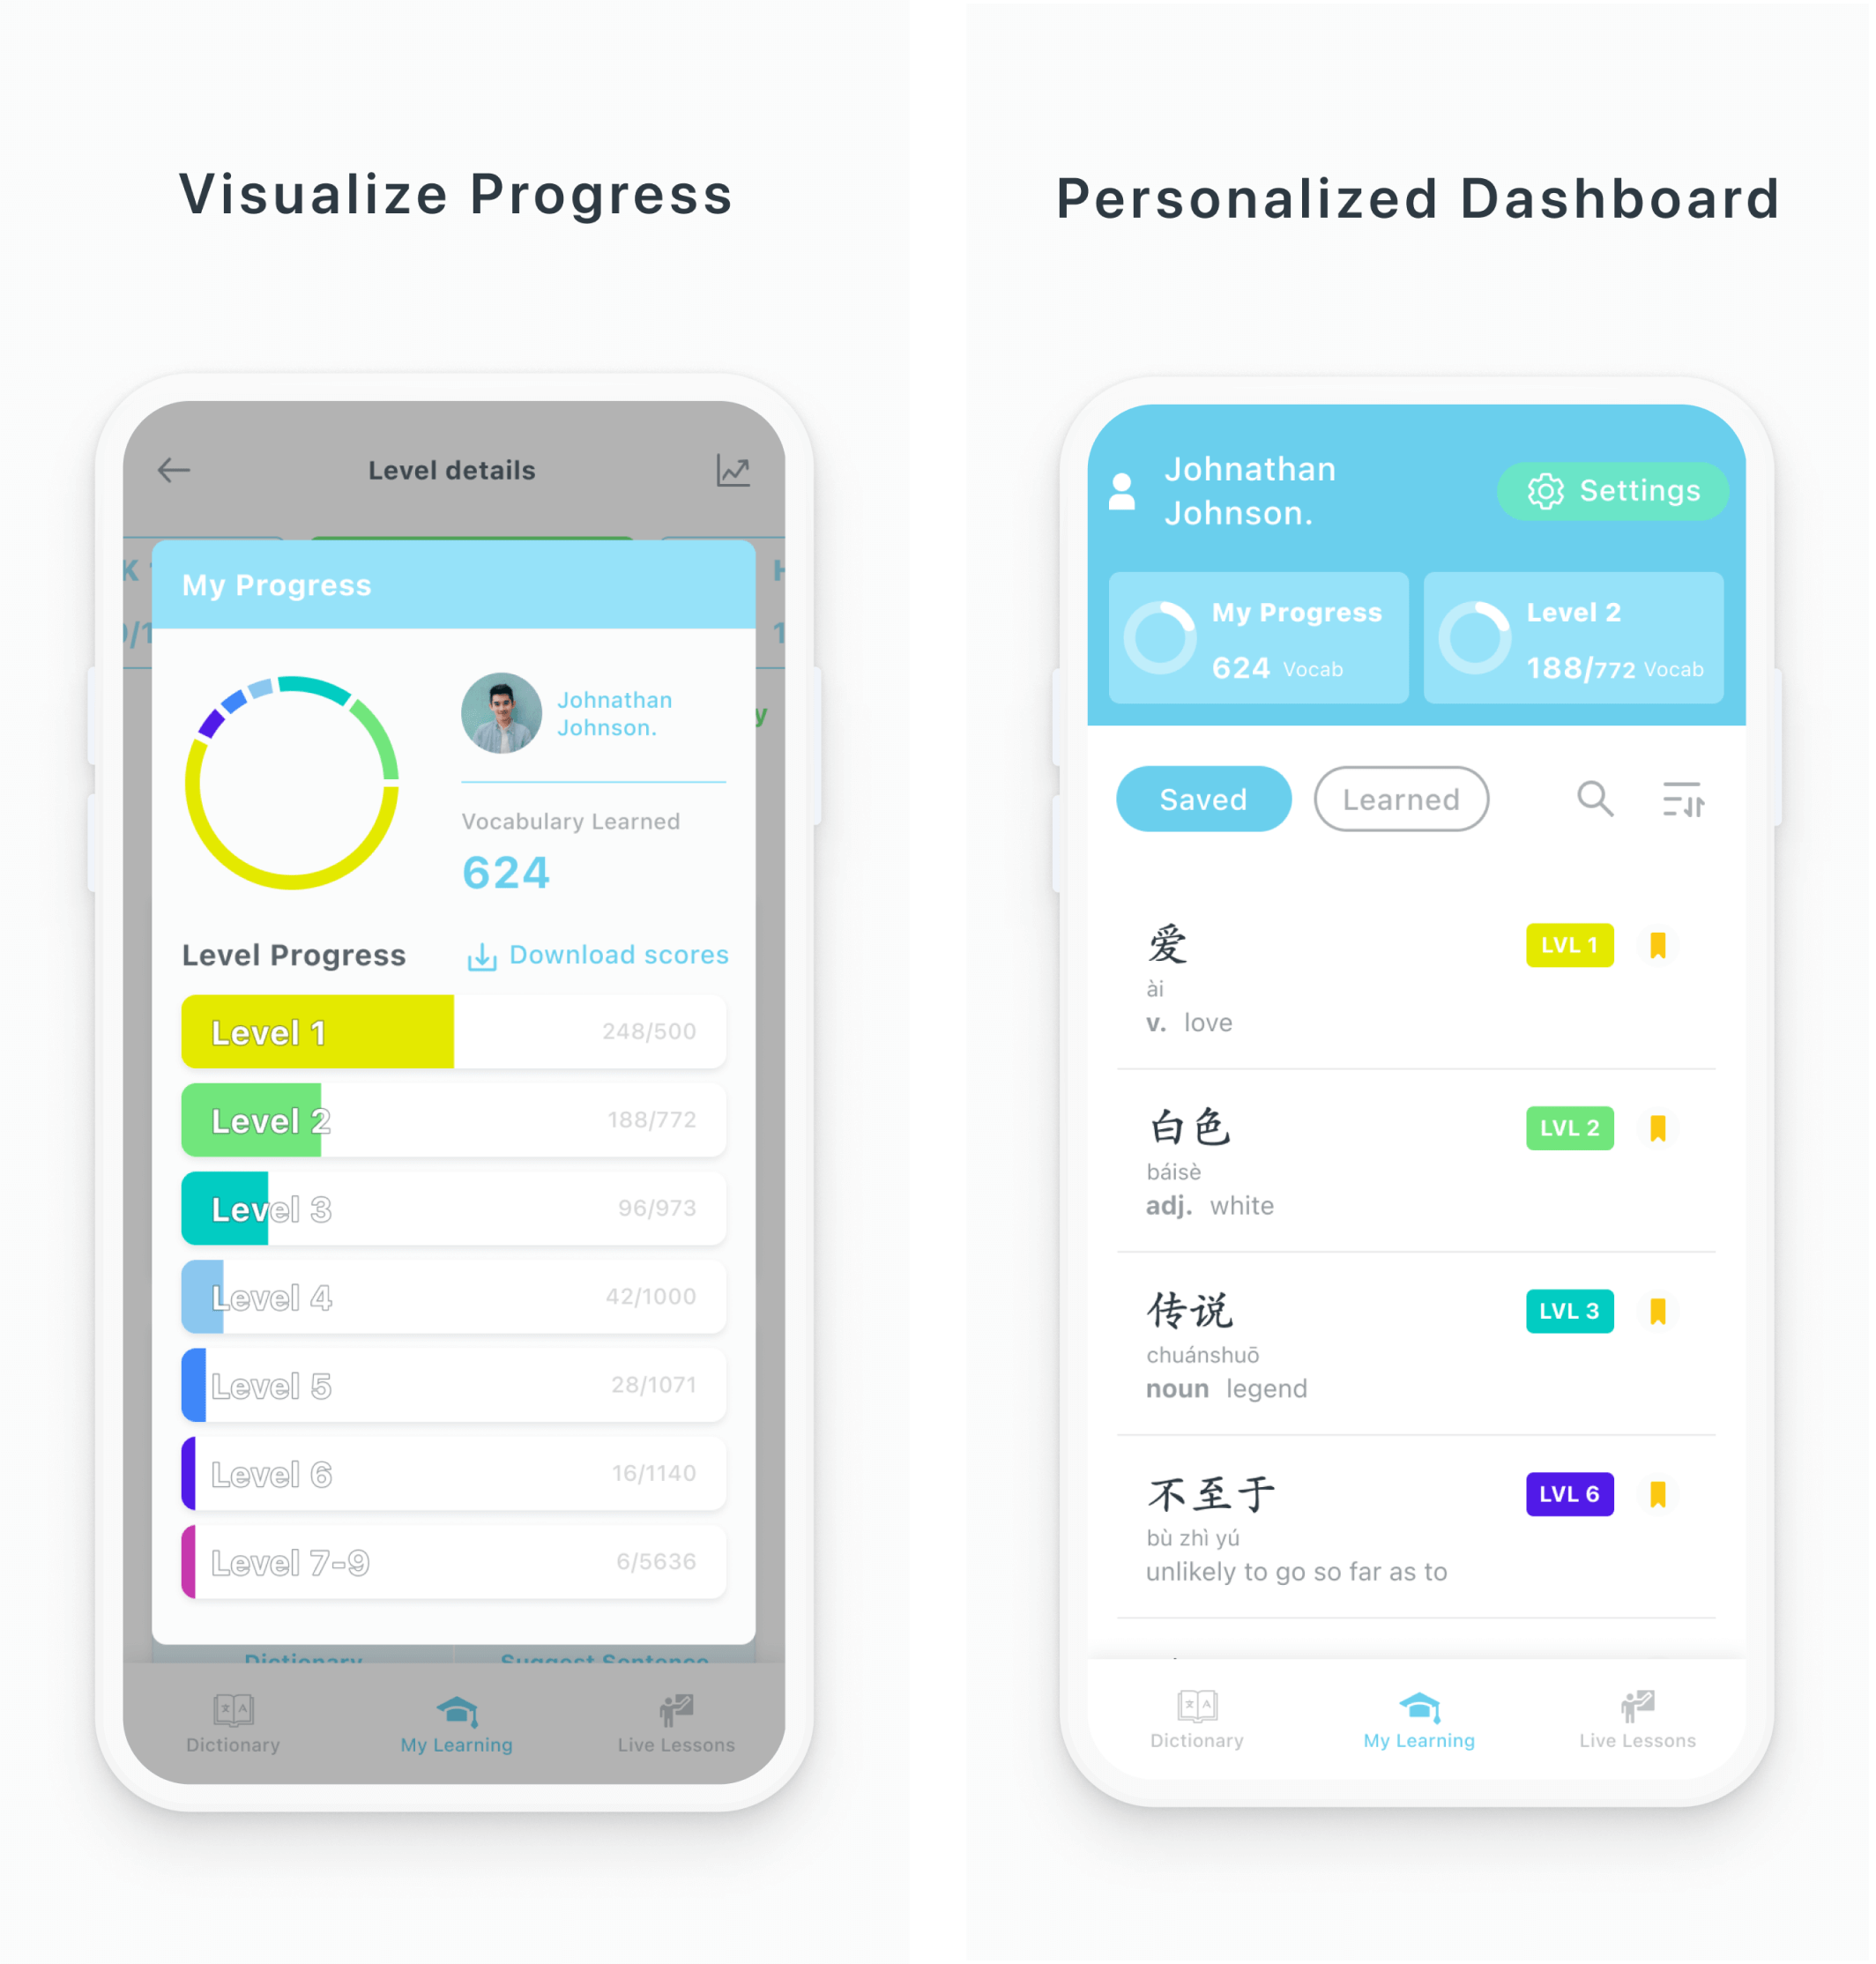 Visualize Progress
Level details
My Progress
Johnathan
Johnson.
Vocabulary Learned
624
Level Progress
Download scores
Level 1
248/500
Level 2
188/772
Level 3
96/973
Level 4
42/1000
Level 5
28/1071
Level 6
16/1140
Level 7-9
6/5636
Dictionary
Suggest Sentence
Dictionary
My Learning
Live Lessons
Personalized Dashboard
Johnathan
Johnson.
Settings
My Progress
624 Vocab
Level 2
188/772 Vocab
Saved
Learned
爱
LVL 1
ài
v. love
白色
LVL 2
báisè
adj. white
传说
LVL 3
chuánshuō
noun legend
不至于
LVL 6
bù zhì yú
unlikely to go so far as to
Dictionary
My Learning
Live Lessons